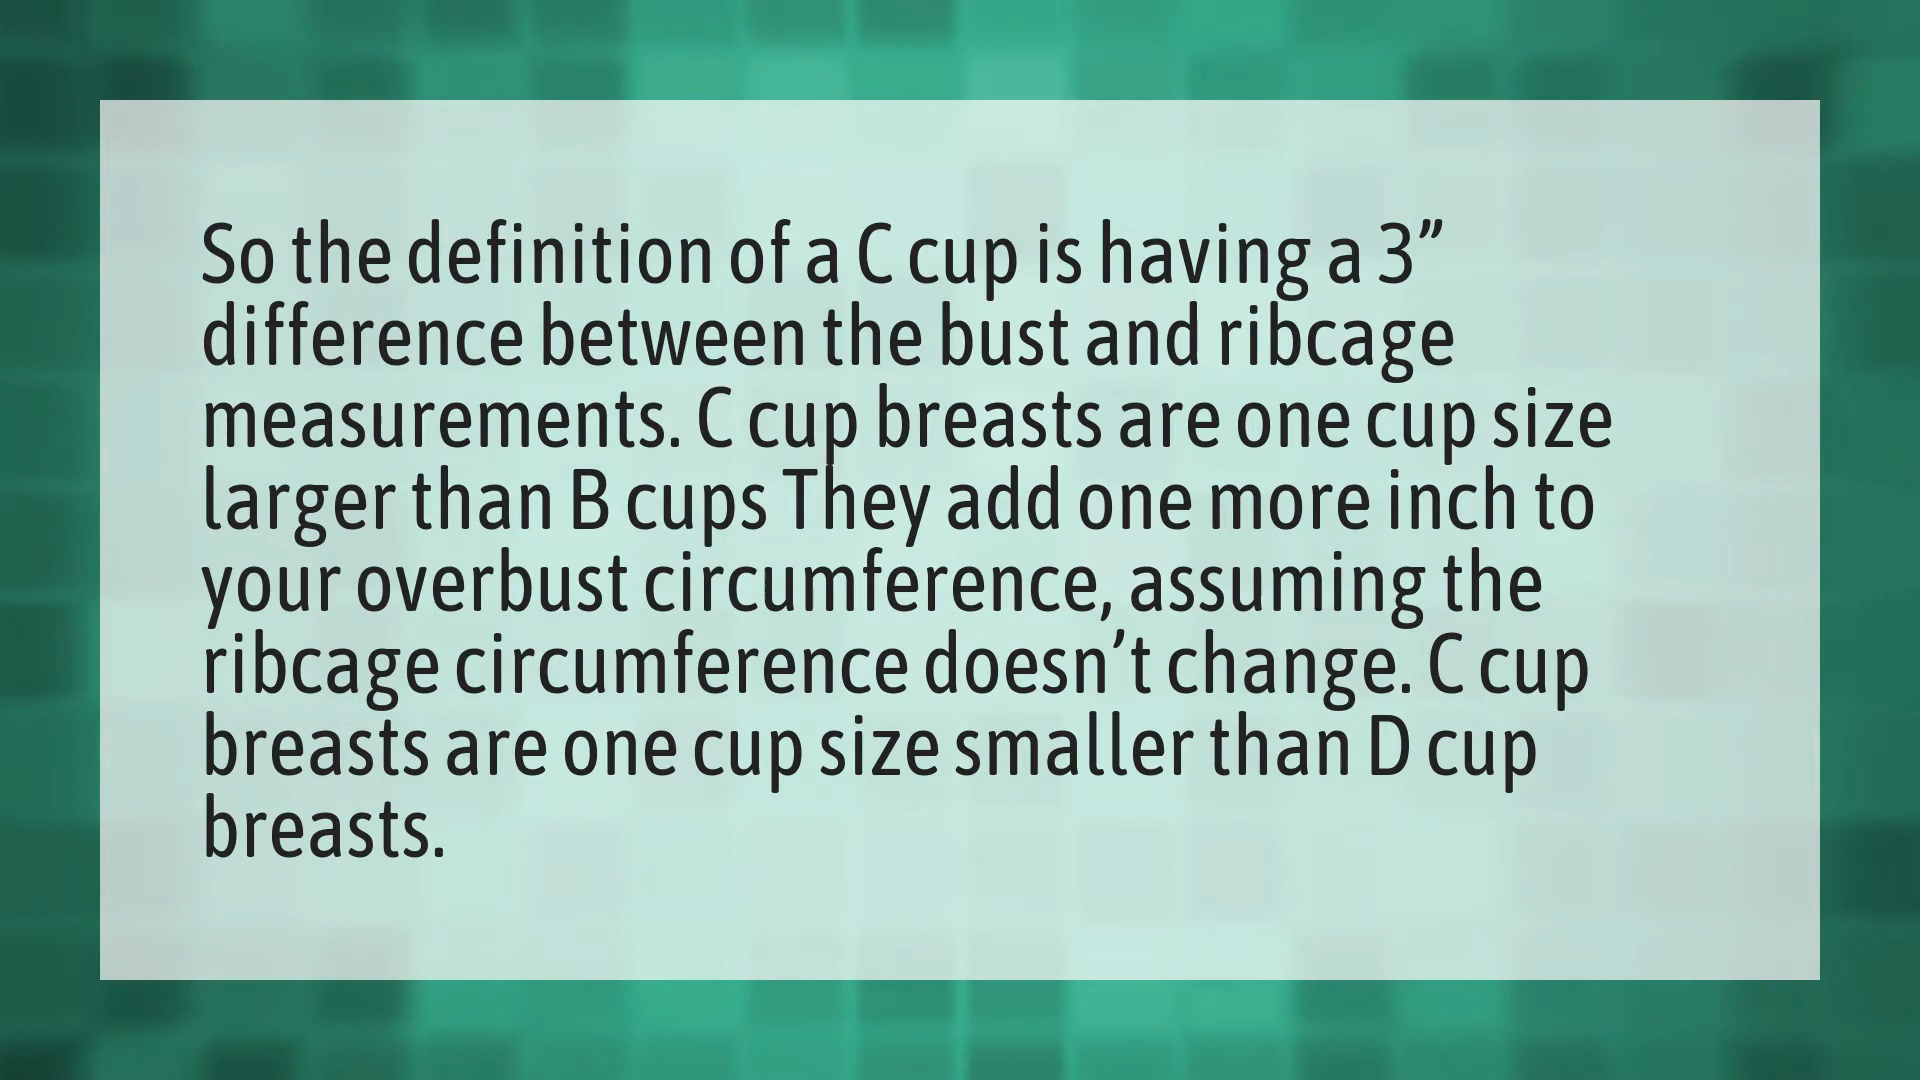 So the definition of a C cup is having a 3”
difference between the bust and ribcage
measurements. C cup breasts are one cup size
larger than B cups They add one more inch to
your overbust circumference, assuming the
ribcage circumference doesn’t change. C cup
breasts are one cup size smaller than D cup
breasts.